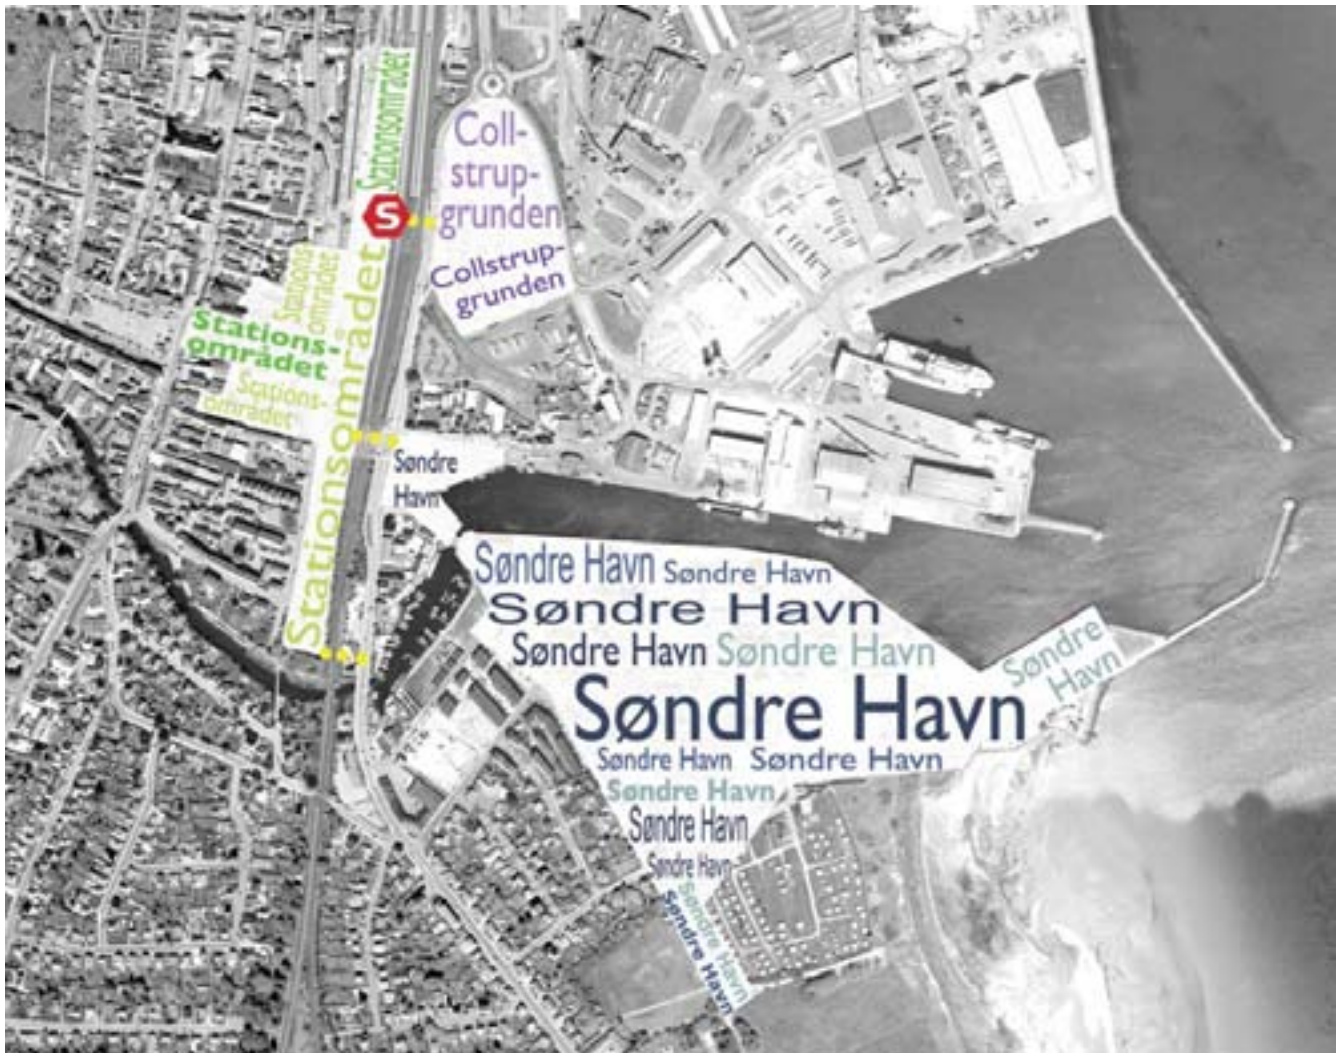 Stationsområdet
Coll-
strup-
grunden
S
Collstrup-
grunden
Stations
området
Stationsområdet
Stations-
området
Stations-
området
Søndre
Havn
Søndre Havn Søndre Havn
Søndre Havn
Søndre Havn Søndre Havn
Søndre
Havn
Søndre Havn
Søndre Havn Søndre Havn
Søndre Havn
Søndre Havn
Søndre Havn
Søndre Havn
Søndre Havn